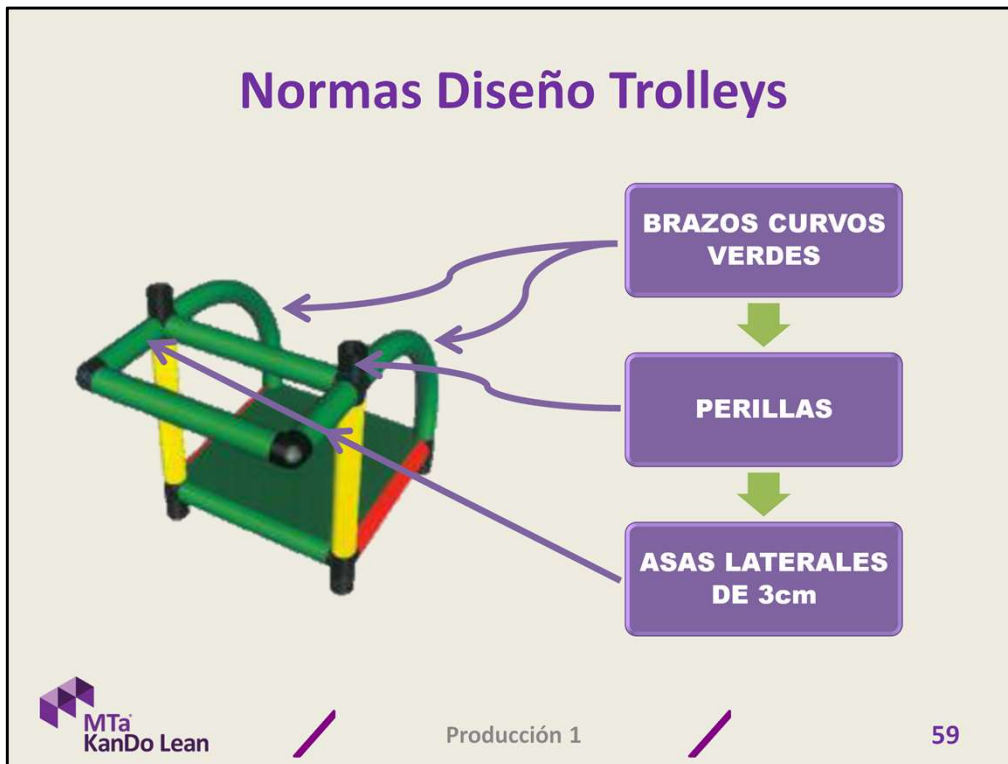 Normas Diseño Trolleys
BRAZOS CURVOS
VERDES
PERILLAS
ASAS LATERALES
DE 3cm
MTa®
KanDo Lean
Producción 1
59